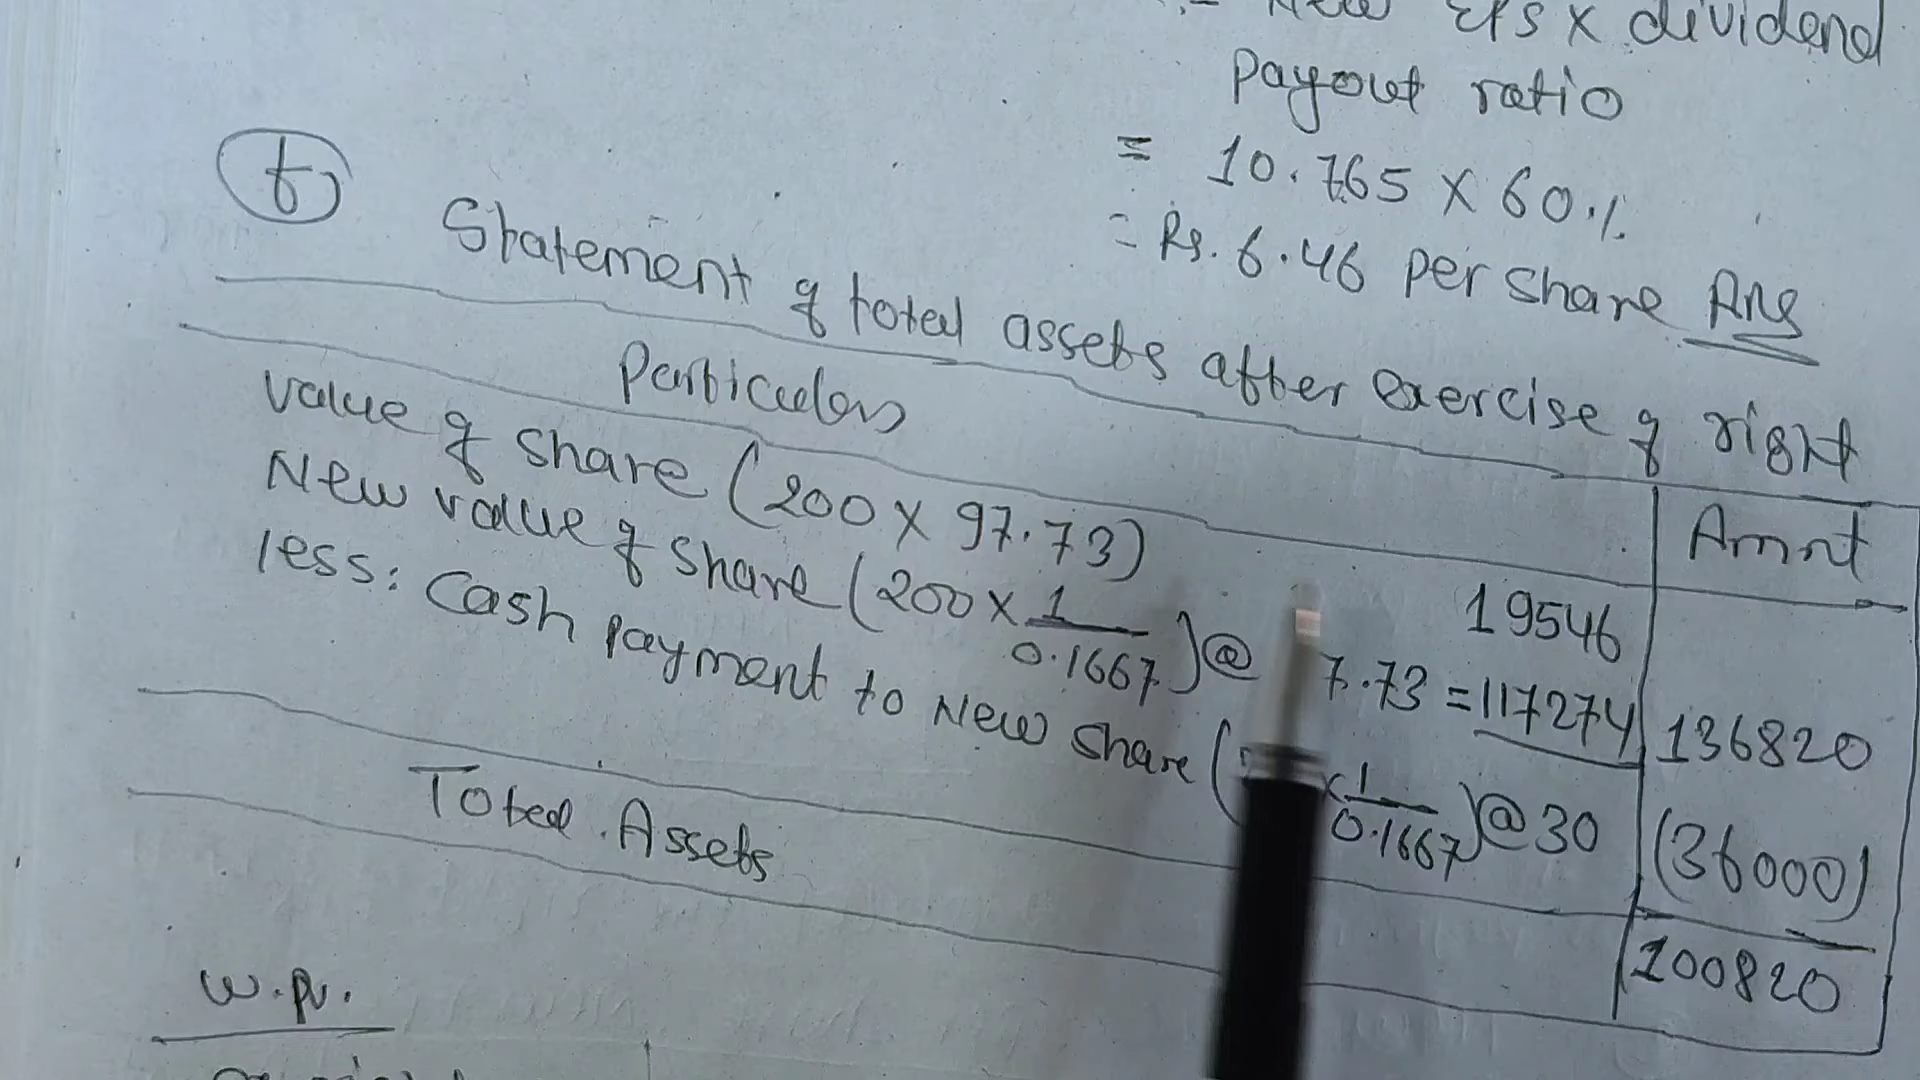 New EPS x dividend
payout ratio
= 10.765 x 60%
= Rs. 6.46 per share Ans
f
Statement of total assets after exercise of right
Particulars
Amnt
Value of share (200 x 97.73)
19546
New value of share (200 x 1/0.1667) @ 7.73 = 117274
136820
less: Cash payment to New share ( x 1/0.1667) @ 30
(36000)
Total Assets
100820
w.n.